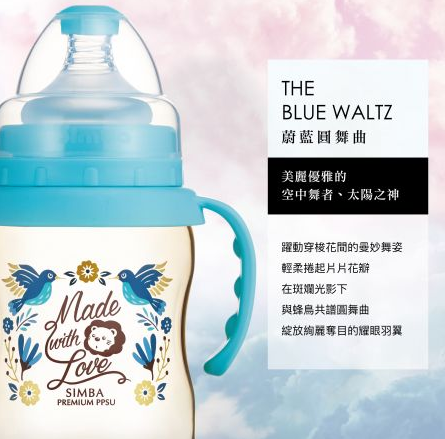 THE
BLUE WALTZ
蔚藍圓舞曲
美麗優雅的
空中舞者、太陽之神
躍動穿梭花間的曼妙舞姿
輕柔捲起片片花瓣
在斑斕光影下
與蜂鳥共譜圓舞曲
綻放絢麗奪目的耀眼羽翼
Made
with
Love
SIMBA
PREMIUM PPSU